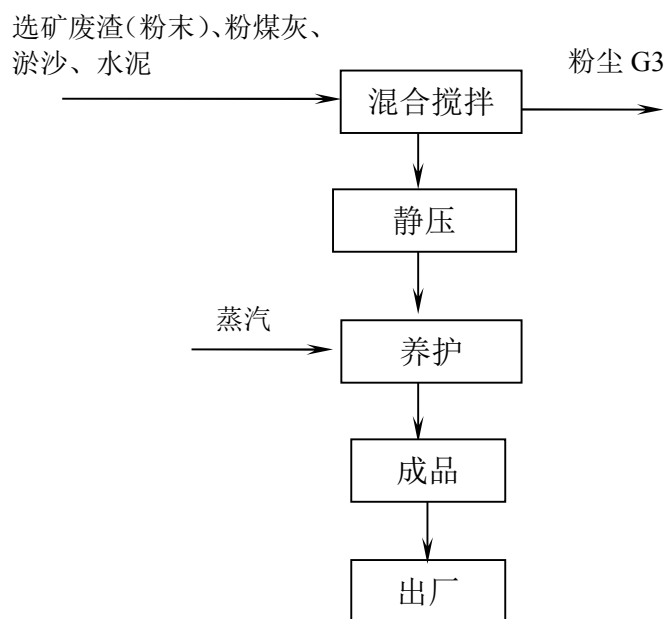 选矿废渣(粉末)、粉煤灰、
淤沙、水泥
粉尘 G3
混合搅拌
静压
蒸汽
养护
成品
出厂